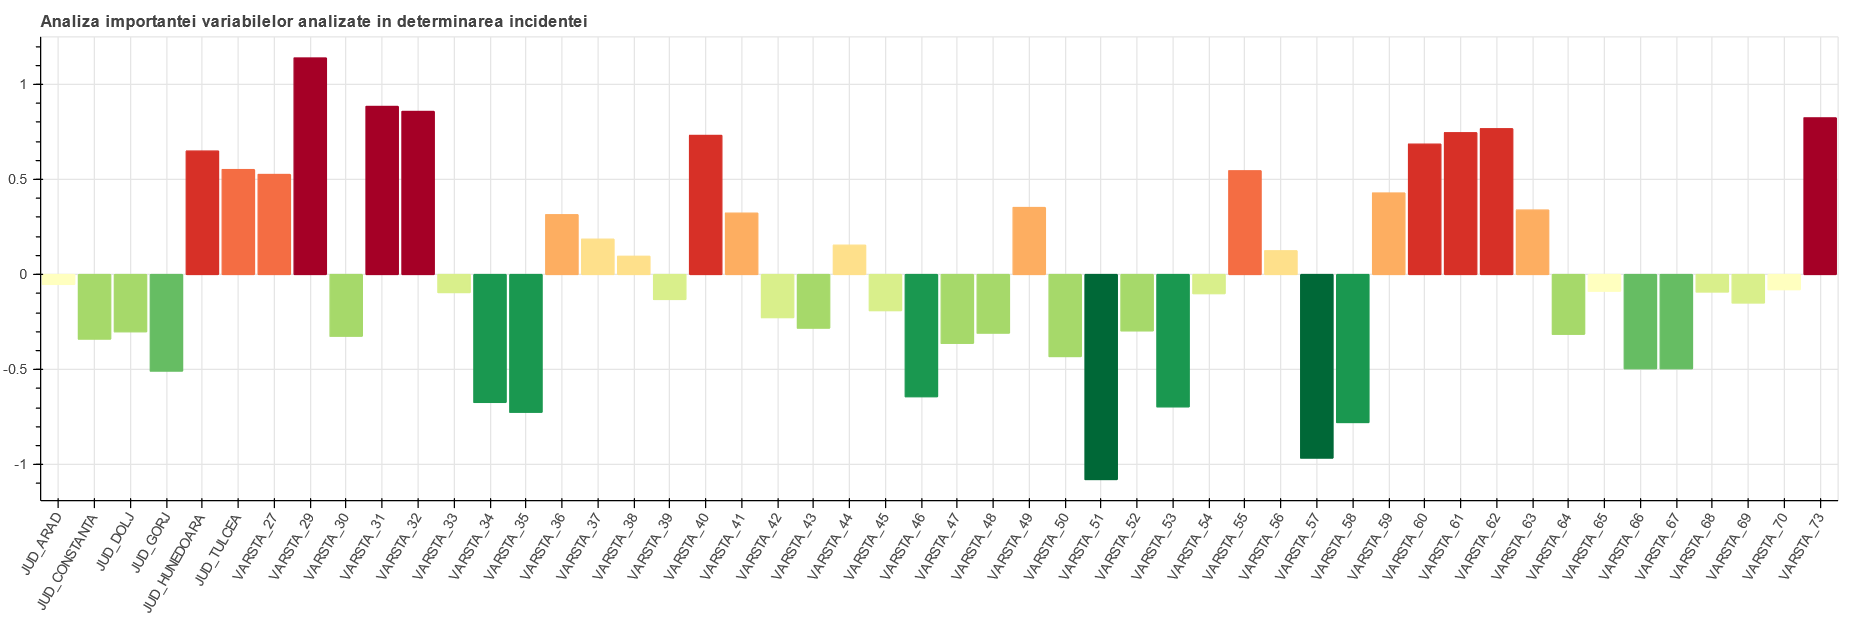 Analiza importantei variabilelor analizate in determinarea incidentei
1
0.5
0
-0.5
-1
JUD_ARAD
JUD_CONSTANTA
JUD_DOLJ
JUD_GORJ
JUD_HUNEDOARA
JUD_TULCEA
VARSTA_27
VARSTA_29
VARSTA_30
VARSTA_31
VARSTA_32
VARSTA_33
VARSTA_34
VARSTA_35
VARSTA_36
VARSTA_37
VARSTA_38
VARSTA_39
VARSTA_40
VARSTA_41
VARSTA_42
VARSTA_43
VARSTA_44
VARSTA_45
VARSTA_46
VARSTA_47
VARSTA_48
VARSTA_49
VARSTA_50
VARSTA_51
VARSTA_52
VARSTA_53
VARSTA_54
VARSTA_55
VARSTA_56
VARSTA_57
VARSTA_58
VARSTA_59
VARSTA_60
VARSTA_61
VARSTA_62
VARSTA_63
VARSTA_64
VARSTA_65
VARSTA_66
VARSTA_67
VARSTA_68
VARSTA_69
VARSTA_70
VARSTA_73